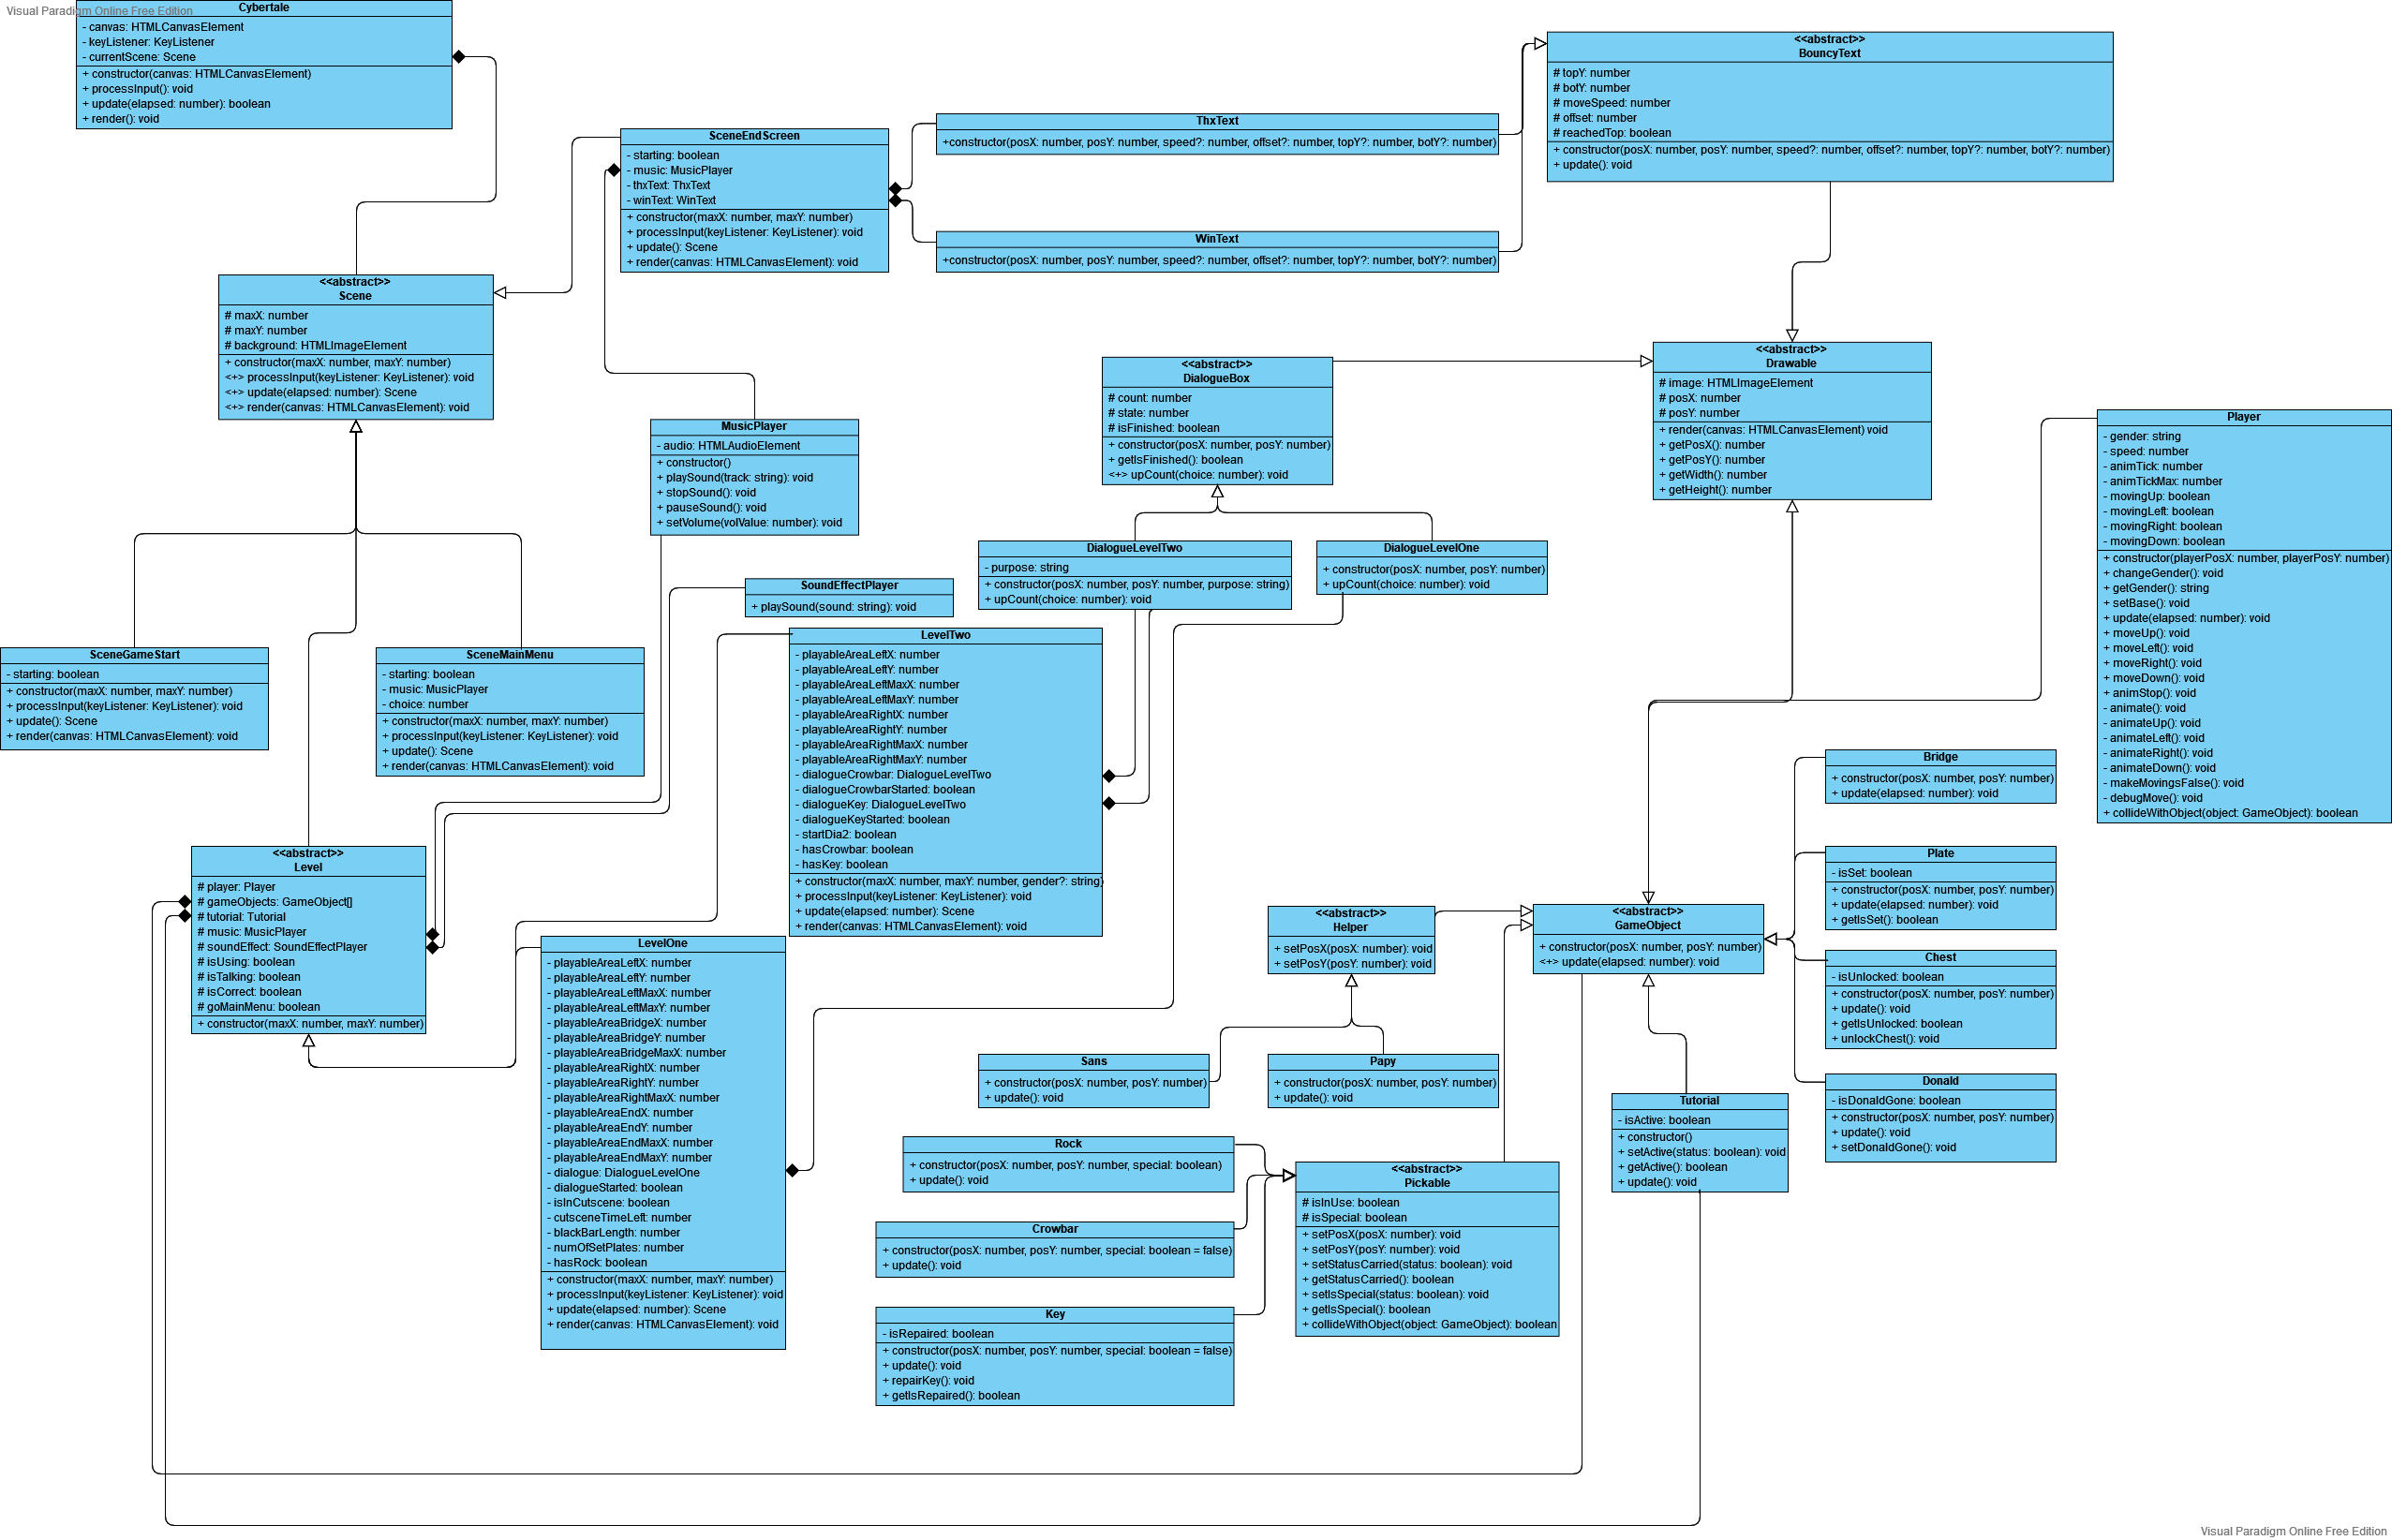 Visual Paradigm Online Free Edition
Cybertale
- canvas: HTMLCanvasElement
- keyListener: KeyListener
- currentScene: Scene
+ constructor(canvas: HTMLCanvasElement)
+ processInput(): void
+ update(elapsed: number): boolean
+ render(): void
<<abstract>>
BouncyText
# topY: number
# botY: number
# moveSpeed: number
# offset: number
# reachedTop: boolean
+ constructor(posX: number, posY: number, speed?: number, offset?: number, topY?: number, botY?: number)
+ update(): void
ThxText
+constructor(posX: number, posY: number, speed?: number, offset?: number, topY?: number, botY?: number)
SceneEndScreen
- starting: boolean
- music: MusicPlayer
- thxText: ThxText
- winText: WinText
+ constructor(maxX: number, maxY: number)
+ processInput(keyListener: KeyListener): void
+ update(): Scene
+ render(canvas: HTMLCanvasElement): void
WinText
+constructor(posX: number, posY: number, speed?: number, offset?: number, topY?: number, botY?: number)
<<abstract>>
Scene
# maxX: number
# maxY: number
# background: HTMLImageElement
+ constructor(maxX: number, maxY: number)
<+> processInput(keyListener: KeyListener): void
<+> update(elapsed: number): Scene
<+> render(canvas: HTMLCanvasElement): void
<<abstract>>
DialogueBox
# count: number
# state: number
# isFinished: boolean
+ constructor(posX: number, posY: number)
+ getIsFinished(): boolean
<+> upCount(choice: number): void
<<abstract>>
Drawable
# image: HTMLImageElement
# posX: number
# posY: number
+ render(canvas: HTMLCanvasElement) void
+ getPosX(): number
+ getPosY(): number
+ getWidth(): number
+ getHeight(): number
Player
- gender: string
- speed: number
- animTick: number
- animTickMax: number
- movingUp: boolean
- movingLeft: boolean
- movingRight: boolean
- movingDown: boolean
+ constructor(playerPosX: number, playerPosY: number)
+ changeGender(): void
+ getGender(): string
+ setBase(): void
+ update(elapsed: number): void
+ moveUp(): void
+ moveLeft(): void
+ moveRight(): void
+ moveDown(): void
+ animStop(): void
- animate(): void
- animateUp(): void
- animateLeft(): void
- animateRight(): void
- animateDown(): void
- makeMovingsFalse(): void
- debugMove(): void
+ collideWithObject(object: GameObject): boolean
MusicPlayer
- audio: HTMLAudioElement
+ constructor()
+ playSound(track: string): void
+ stopSound(): void
+ pauseSound(): void
+ setVolume(volValue: number): void
DialogueLevelTwo
- purpose: string
+ constructor(posX: number, posY: number, purpose: string)
+ upCount(choice: number): void
DialogueLevelOne
+ constructor(posX: number, posY: number)
+ upCount(choice: number): void
SoundEffectPlayer
+ playSound(sound: string): void
SceneGameStart
- starting: boolean
+ constructor(maxX: number, maxY: number)
+ processInput(keyListener: KeyListener): void
+ update(): Scene
+ render(canvas: HTMLCanvasElement): void
SceneMainMenu
- starting: boolean
- music: MusicPlayer
- choice: number
+ constructor(maxX: number, maxY: number)
+ processInput(keyListener: KeyListener): void
+ update(): Scene
+ render(canvas: HTMLCanvasElement): void
LevelTwo
- playableAreaLeftX: number
- playableAreaLeftY: number
- playableAreaLeftMaxX: number
- playableAreaLeftMaxY: number
- playableAreaRightX: number
- playableAreaRightY: number
- playableAreaRightMaxX: number
- playableAreaRightMaxY: number
- dialogueCrowbar: DialogueLevelTwo
- dialogueCrowbarStarted: boolean
- dialogueKey: DialogueLevelTwo
- dialogueKeyStarted: boolean
- startDia2: boolean
- hasCrowbar: boolean
- hasKey: boolean
+ constructor(maxX: number, maxY: number, gender?: string)
+ processInput(keyListener: KeyListener): void
+ update(elapsed: number): Scene
+ render(canvas: HTMLCanvasElement): void
Bridge
+ constructor(posX: number, posY: number)
+ update(elapsed: number): void
Plate
- isSet: boolean
+ constructor(posX: number, posY: number)
+ update(elapsed: number): void
+ getIsSet(): boolean
<<abstract>>
Level
# player: Player
# gameObjects: GameObject[]
# tutorial: Tutorial
# music: MusicPlayer
# soundEffect: SoundEffectPlayer
# isUsing: boolean
# isTalking: boolean
# isCorrect: boolean
# goMainMenu: boolean
+ constructor(maxX: number, maxY: number)
<<abstract>>
Helper
+ setPosX(posX: number): void
+ setPosY(posY: number): void
<<abstract>>
GameObject
+ constructor(posX: number, posY: number)
<+> update(elapsed: number): void
Chest
- isUnlocked: boolean
+ constructor(posX: number, posY: number)
+ update(): void
+ getIsUnlocked: boolean
+ unlockChest(): void
LevelOne
- playableAreaLeftX: number
- playableAreaLeftY: number
- playableAreaLeftMaxX: number
- playableAreaLeftMaxY: number
- playableAreaBridgeX: number
- playableAreaBridgeY: number
- playableAreaBridgeMaxX: number
- playableAreaRightX: number
- playableAreaRightY: number
- playableAreaRightMaxX: number
- playableAreaEndX: number
- playableAreaEndY: number
- playableAreaEndMaxX: number
- playableAreaEndMaxY: number
- dialogue: DialogueLevelOne
- dialogueStarted: boolean
- isInCutscene: boolean
- cutsceneTimeLeft: number
- blackBarLength: number
- numOfSetPlates: number
- hasRock: boolean
+ constructor(maxX: number, maxY: number)
+ processInput(keyListener: KeyListener): void
+ update(elapsed: number): Scene
+ render(canvas: HTMLCanvasElement): void
Sans
+ constructor(posX: number, posY: number)
+ update(): void
Papy
+ constructor(posX: number, posY: number)
+ update(): void
Donald
- isDonaldGone: boolean
+ constructor(posX: number, posY: number)
+ update(): void
+ setDonaldGone(): void
Tutorial
- isActive: boolean
+ constructor()
+ setActive(status: boolean): void
+ getActive(): boolean
+ update(): void
Rock
+ constructor(posX: number, posY: number, special: boolean)
+ update(): void
<<abstract>>
Pickable
# isInUse: boolean
# isSpecial: boolean
+ setPosX(posX: number): void
+ setPosY(posY: number): void
+ setStatusCarried(status: boolean): void
+ getStatusCarried(): boolean
+ setIsSpecial(status: boolean): void
+ getIsSpecial(): boolean
+ collideWithObject(object: GameObject): boolean
Crowbar
+ constructor(posX: number, posY: number, special: boolean = false)
+ update(): void
Key
- isRepaired: boolean
+ constructor(posX: number, posY: number, special: boolean = false)
+ update(): void
+ repairKey(): void
+ getIsRepaired(): boolean
Visual Paradigm Online Free Edition